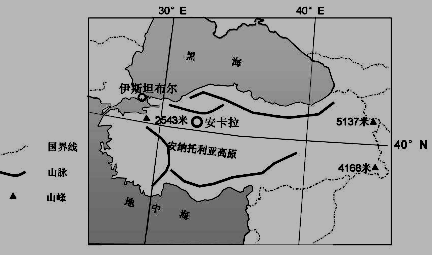 30° E
40° E
黑 海
伊斯坦布尔
2543米
安卡拉
5137米
40° N
安纳托利亚高原
4168米
国界线
山脉
山峰
地 中 海